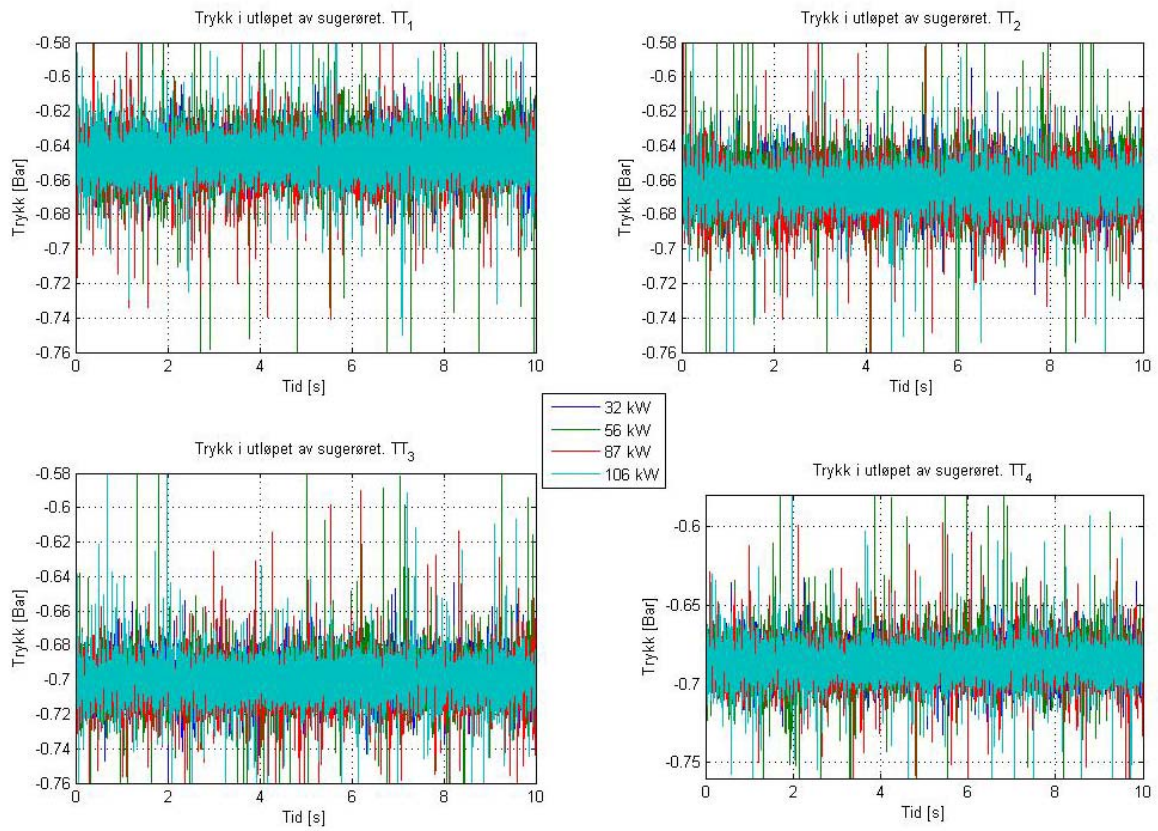 Trykk i utløpet av sugerøret. TT1
-0.58
-0.6
-0.62
-0.64
-0.66
-0.68
-0.7
-0.72
-0.74
-0.76
Trykk [Bar]
0 2 4 6 8 10
Tid [s]
Trykk i utløpet av sugerøret. TT2
-0.58
-0.6
-0.62
-0.64
-0.66
-0.68
-0.7
-0.72
-0.74
-0.76
Trykk [Bar]
0 2 4 6 8 10
Tid [s]
32 kW
56 kW
87 kW
106 kW
Trykk i utløpet av sugerøret. TT3
-0.58
-0.6
-0.62
-0.64
-0.66
-0.68
-0.7
-0.72
-0.74
-0.76
Trykk [Bar]
0 2 4 6 8 10
Tid [s]
Trykk i utløpet av sugerøret. TT4
-0.6
-0.65
-0.7
-0.75
Trykk [Bar]
0 2 4 6 8 10
Tid [s]